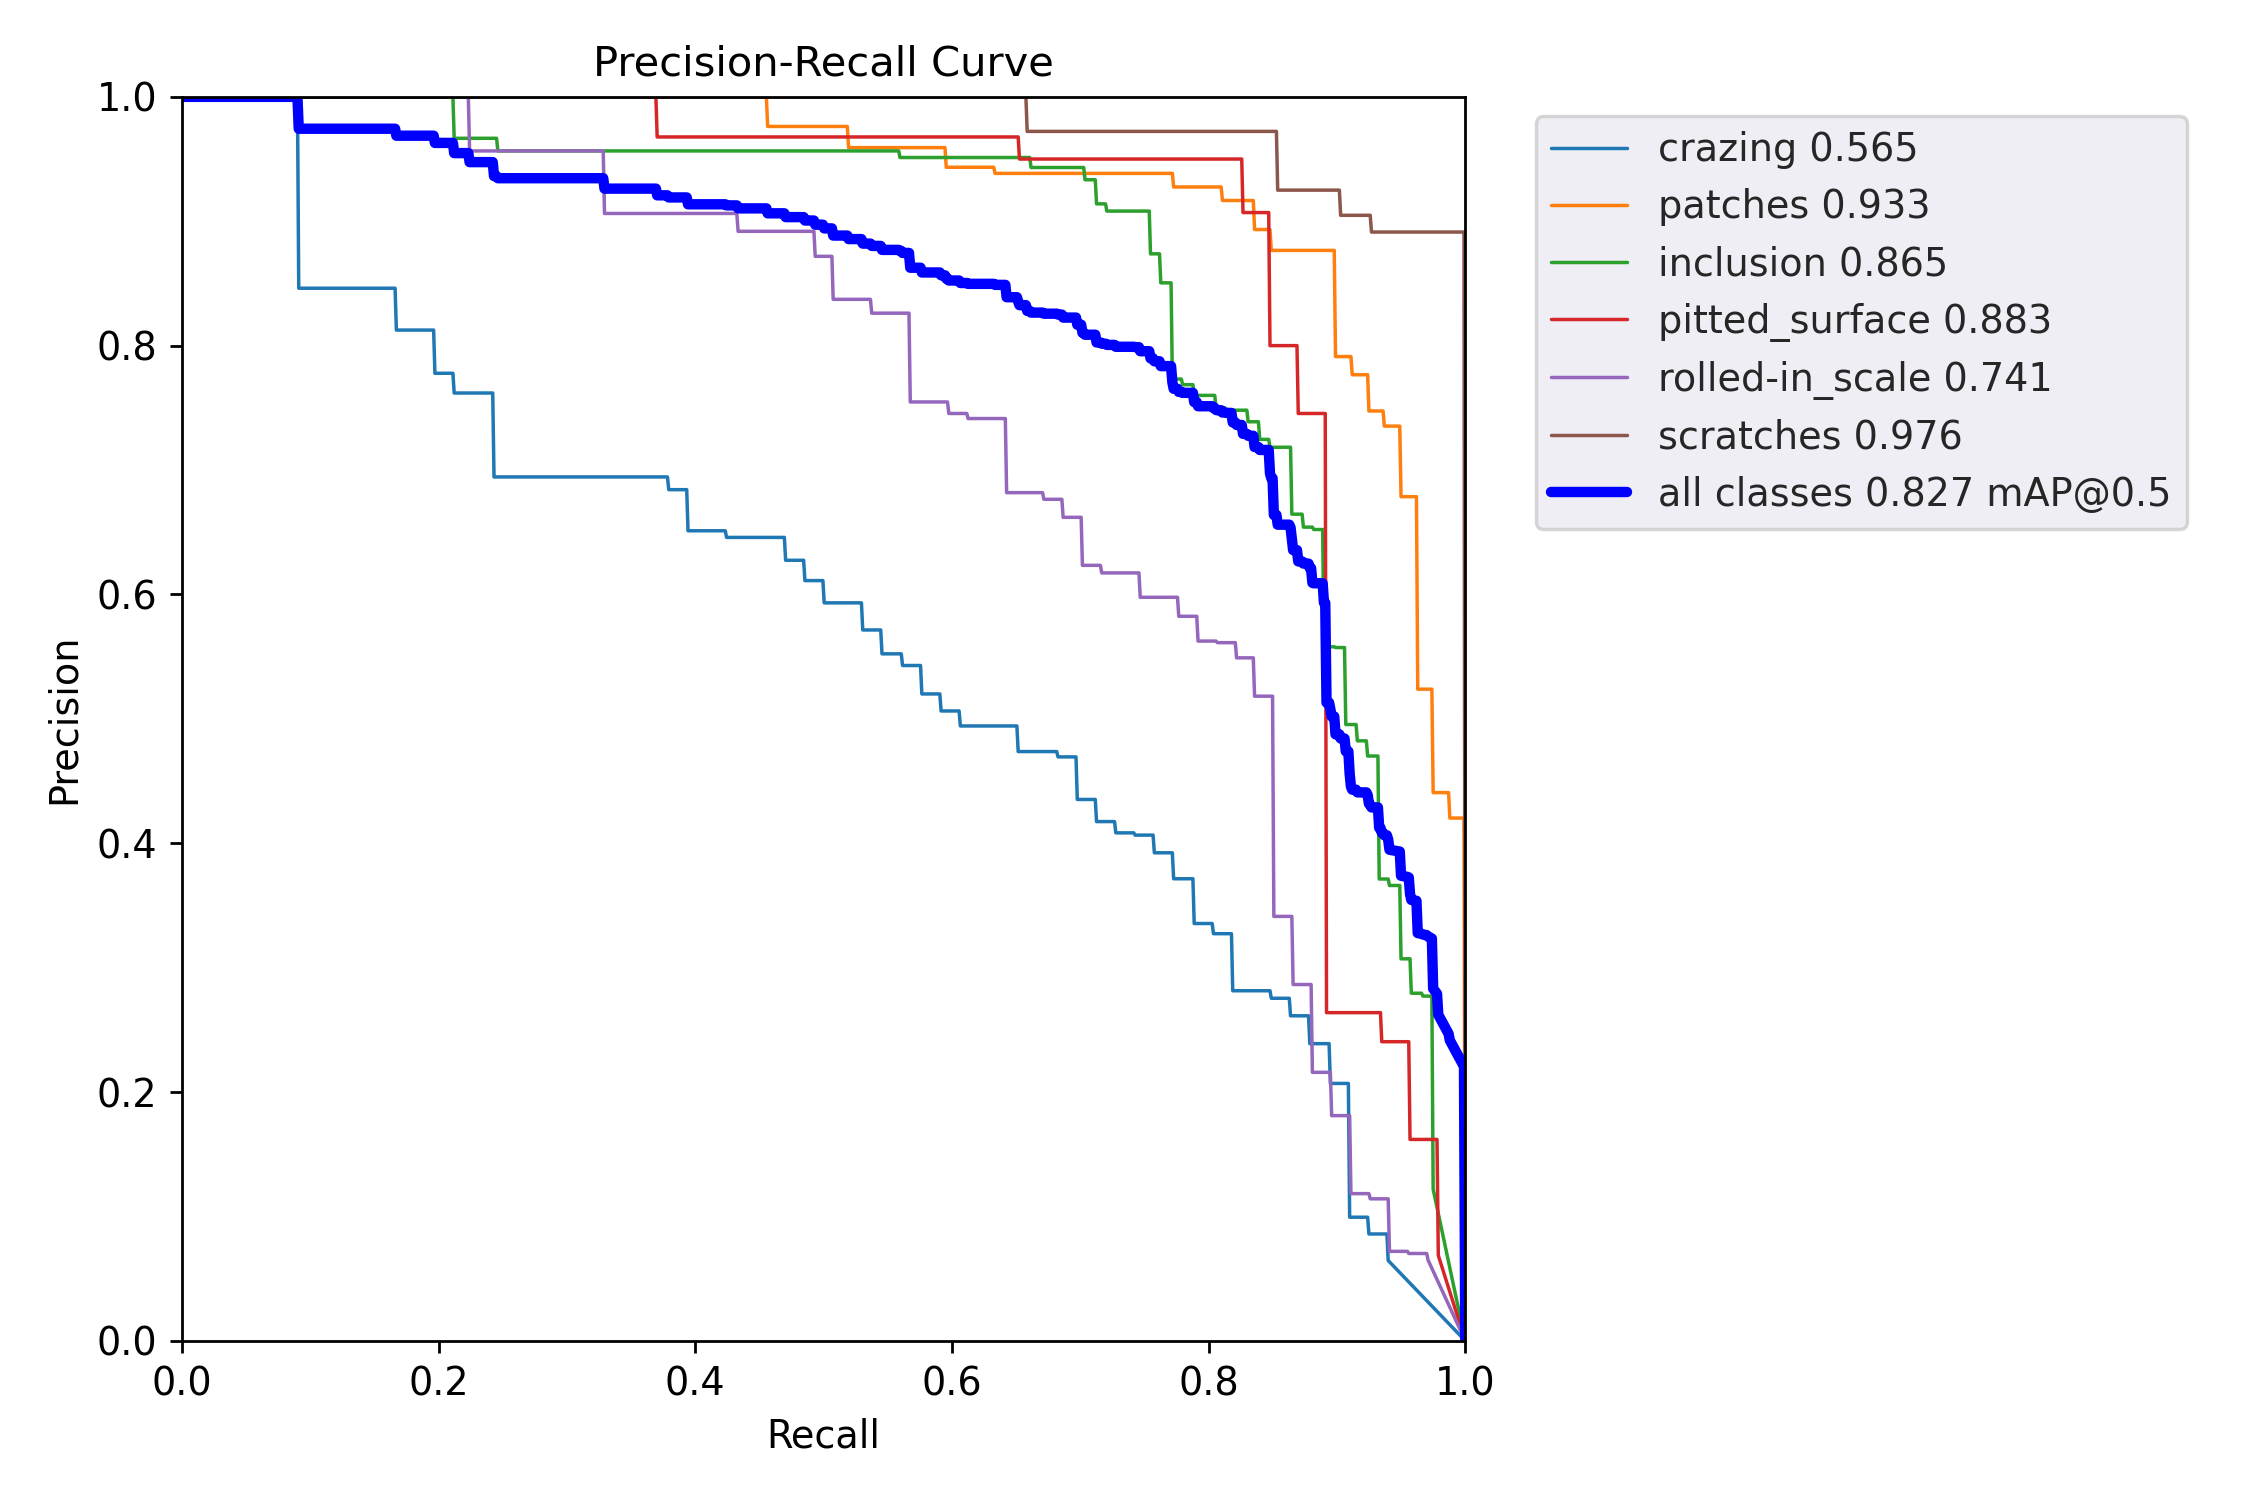 Precision-Recall Curve
1.0
0.8
0.6
0.4
0.2
0.0
Precision
0.0 0.2 0.4 0.6 0.8 1.0
Recall
crazing 0.565
patches 0.933
inclusion 0.865
pitted_surface 0.883
rolled-in_scale 0.741
scratches 0.976
all classes 0.827 mAP@0.5